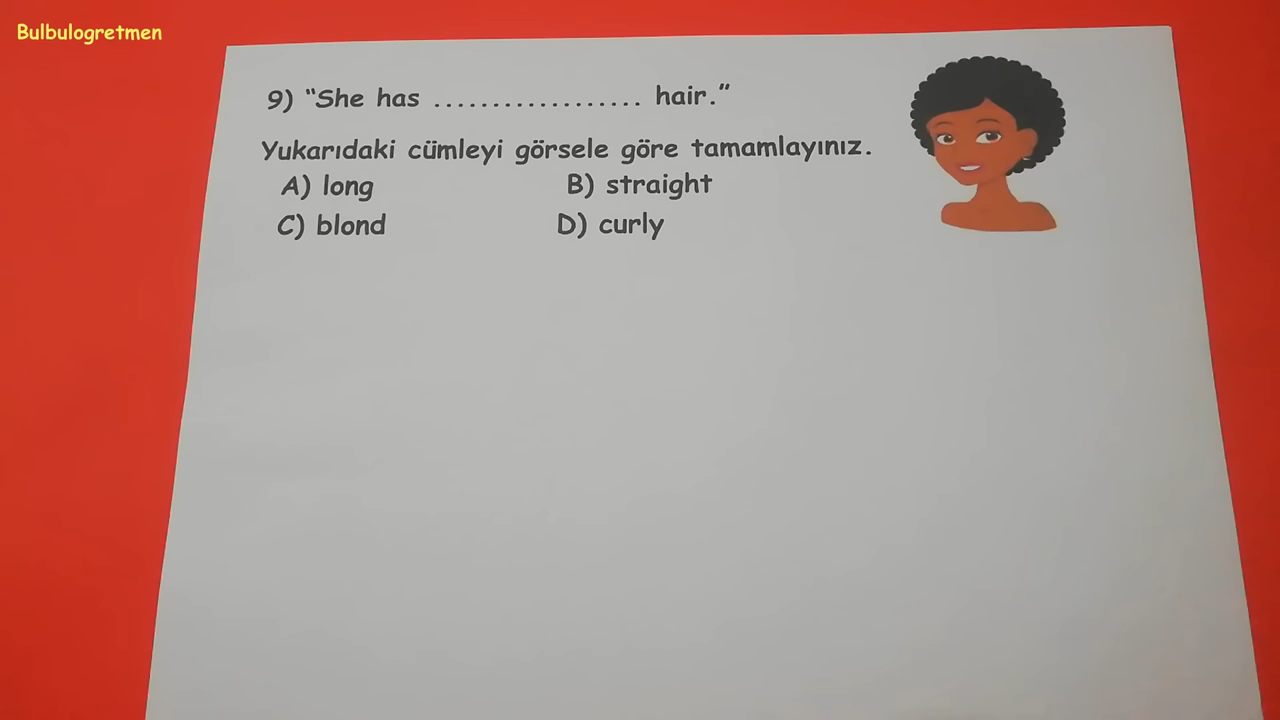 Bulbulogretmen
9) "She has .................. hair."
Yukarıdaki cümleyi görsele göre tamamlayınız.
A) long B) straight
C) blond D) curly